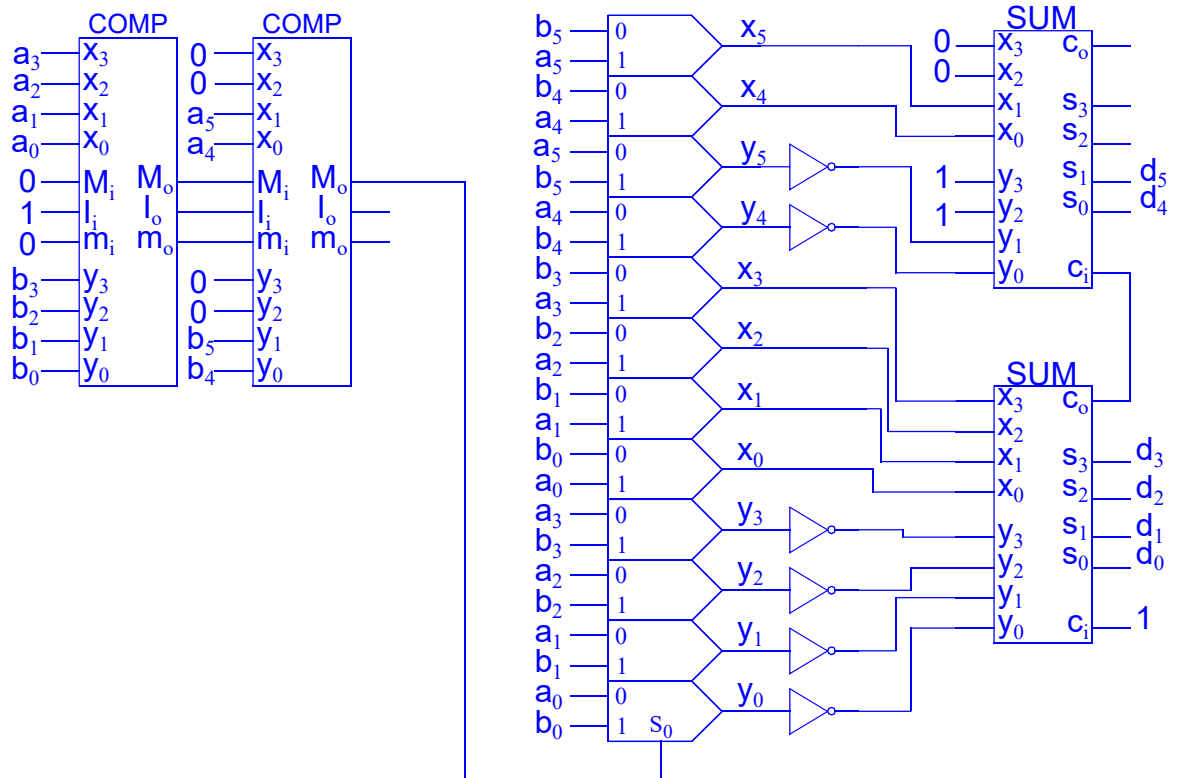 COMP
a3 x3
a2 x2
a1 x1
a0 x0
0 Mi Mo
1 Ii Io
0 mi mo
b3 y3
b2 y2
b1 y1
b0 y0
COMP
0 x3
0 x2
a5 x1
a4 x0
Mi Mo
Ii Io
mi mo
0 y3
0 y2
b5 y1
b4 y0
b5 0 x5
a5 1
b4 0 x4
a4 1
a5 0 y5
b5 1
a4 0 y4
b4 1
b3 0 x3
a3 1
b2 0 x2
a2 1
b1 0 x1
a1 1
b0 0 x0
a0 1
a3 0 y3
b3 1
a2 0 y2
b2 1
a1 0 y1
b1 1
a0 0 y0
b0 1 S0
SUM
0 x3 co
0 x2
x1 s3
x0 s2
1 y3 s1 d5
1 y2 s0 d4
y1
y0 ci
SUM
x3 co
x2
x1 s3 d3
x0 s2 d2
y3 s1 d1
y2 s0 d0
y1
y0 ci 1